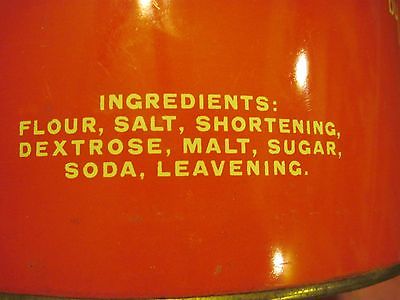 INGREDIENTS:
FLOUR, SALT, SHORTENING,
DEXTROSE, MALT, SUGAR,
SODA, LEAVENING.